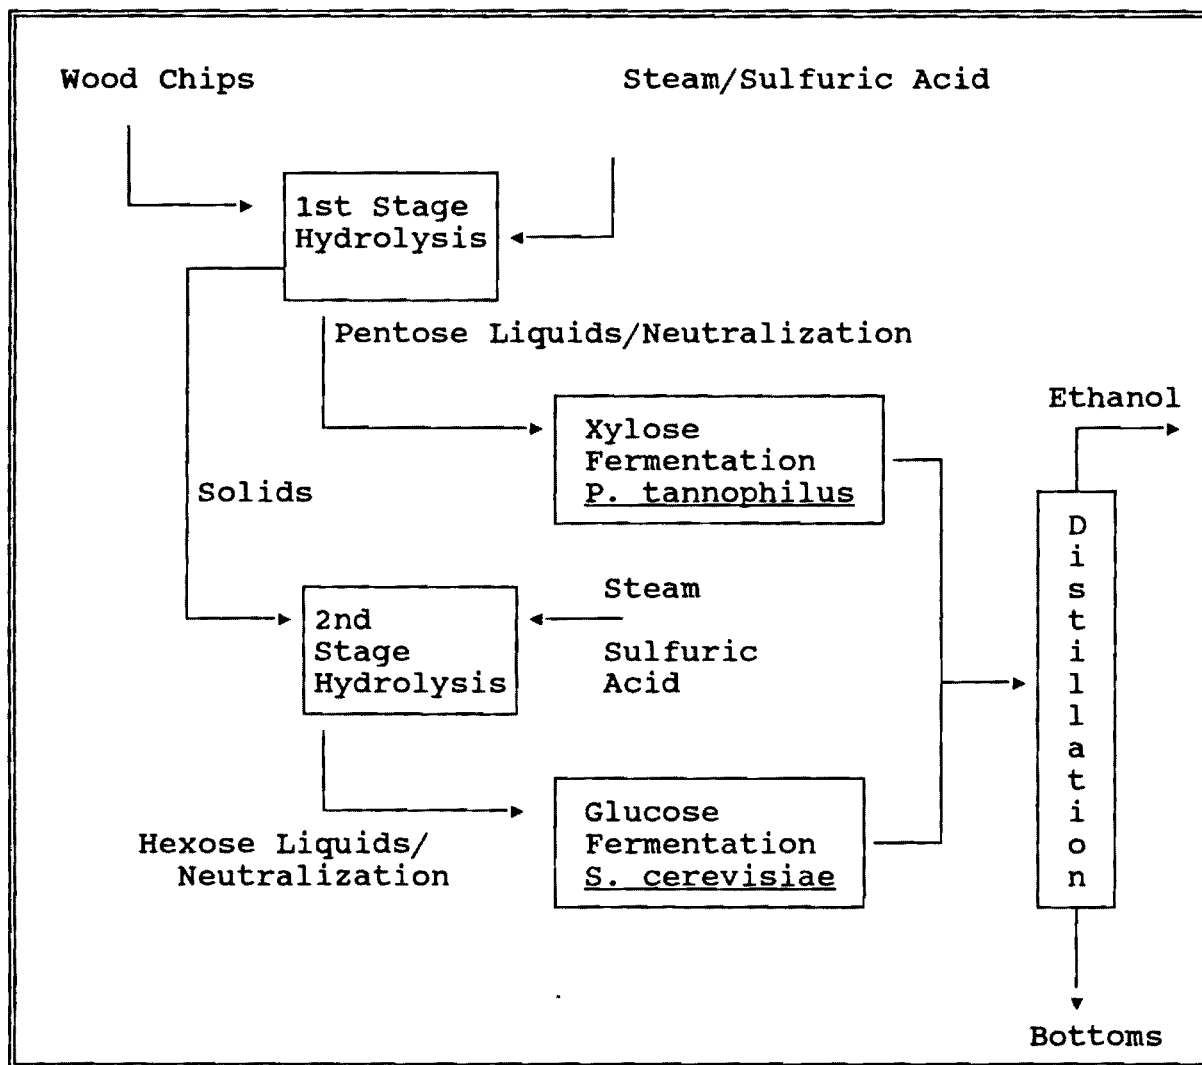 Wood Chips
Steam/Sulfuric Acid
1st Stage
Hydrolysis
Pentose Liquids/Neutralization
Ethanol
Xylose
Fermentation
P. tannophilus
Solids
Distillation
2nd
Stage
Hydrolysis
Steam
Sulfuric
Acid
Glucose
Fermentation
S. cerevisiae
Hexose Liquids/
Neutralization
Bottoms